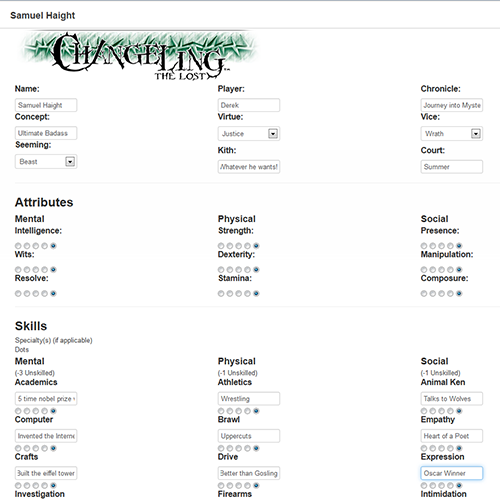 Samuel Haight
CHANGELING
THE LOST
Name: Player: Chronicle:
Samuel Haight Derek Journey into Myste
Concept: Virtue: Vice:
Ultimate Badass Justice Wrath
Seeming: Kith: Court:
Beast Whatever he wants! Summer
Attributes
Mental Physical Social
Intelligence: Strength: Presence:
Wits: Dexterity: Manipulation:
Resolve: Stamina: Composure:
Skills
Specialty(s) (if applicable)
Dots
Mental Physical Social
(-3 Unskilled) (-1 Unskilled) (-1 Unskilled)
Academics Athletics Animal Ken
5 time nobel prize Wrestling Talks to Wolves
Computer Brawl Empathy
Invented the Interne Uppercuts Heart of a Poet
Crafts Drive Expression
Built the eiffel tower Better than Gosling Oscar Winner
Investigation Firearms Intimidation